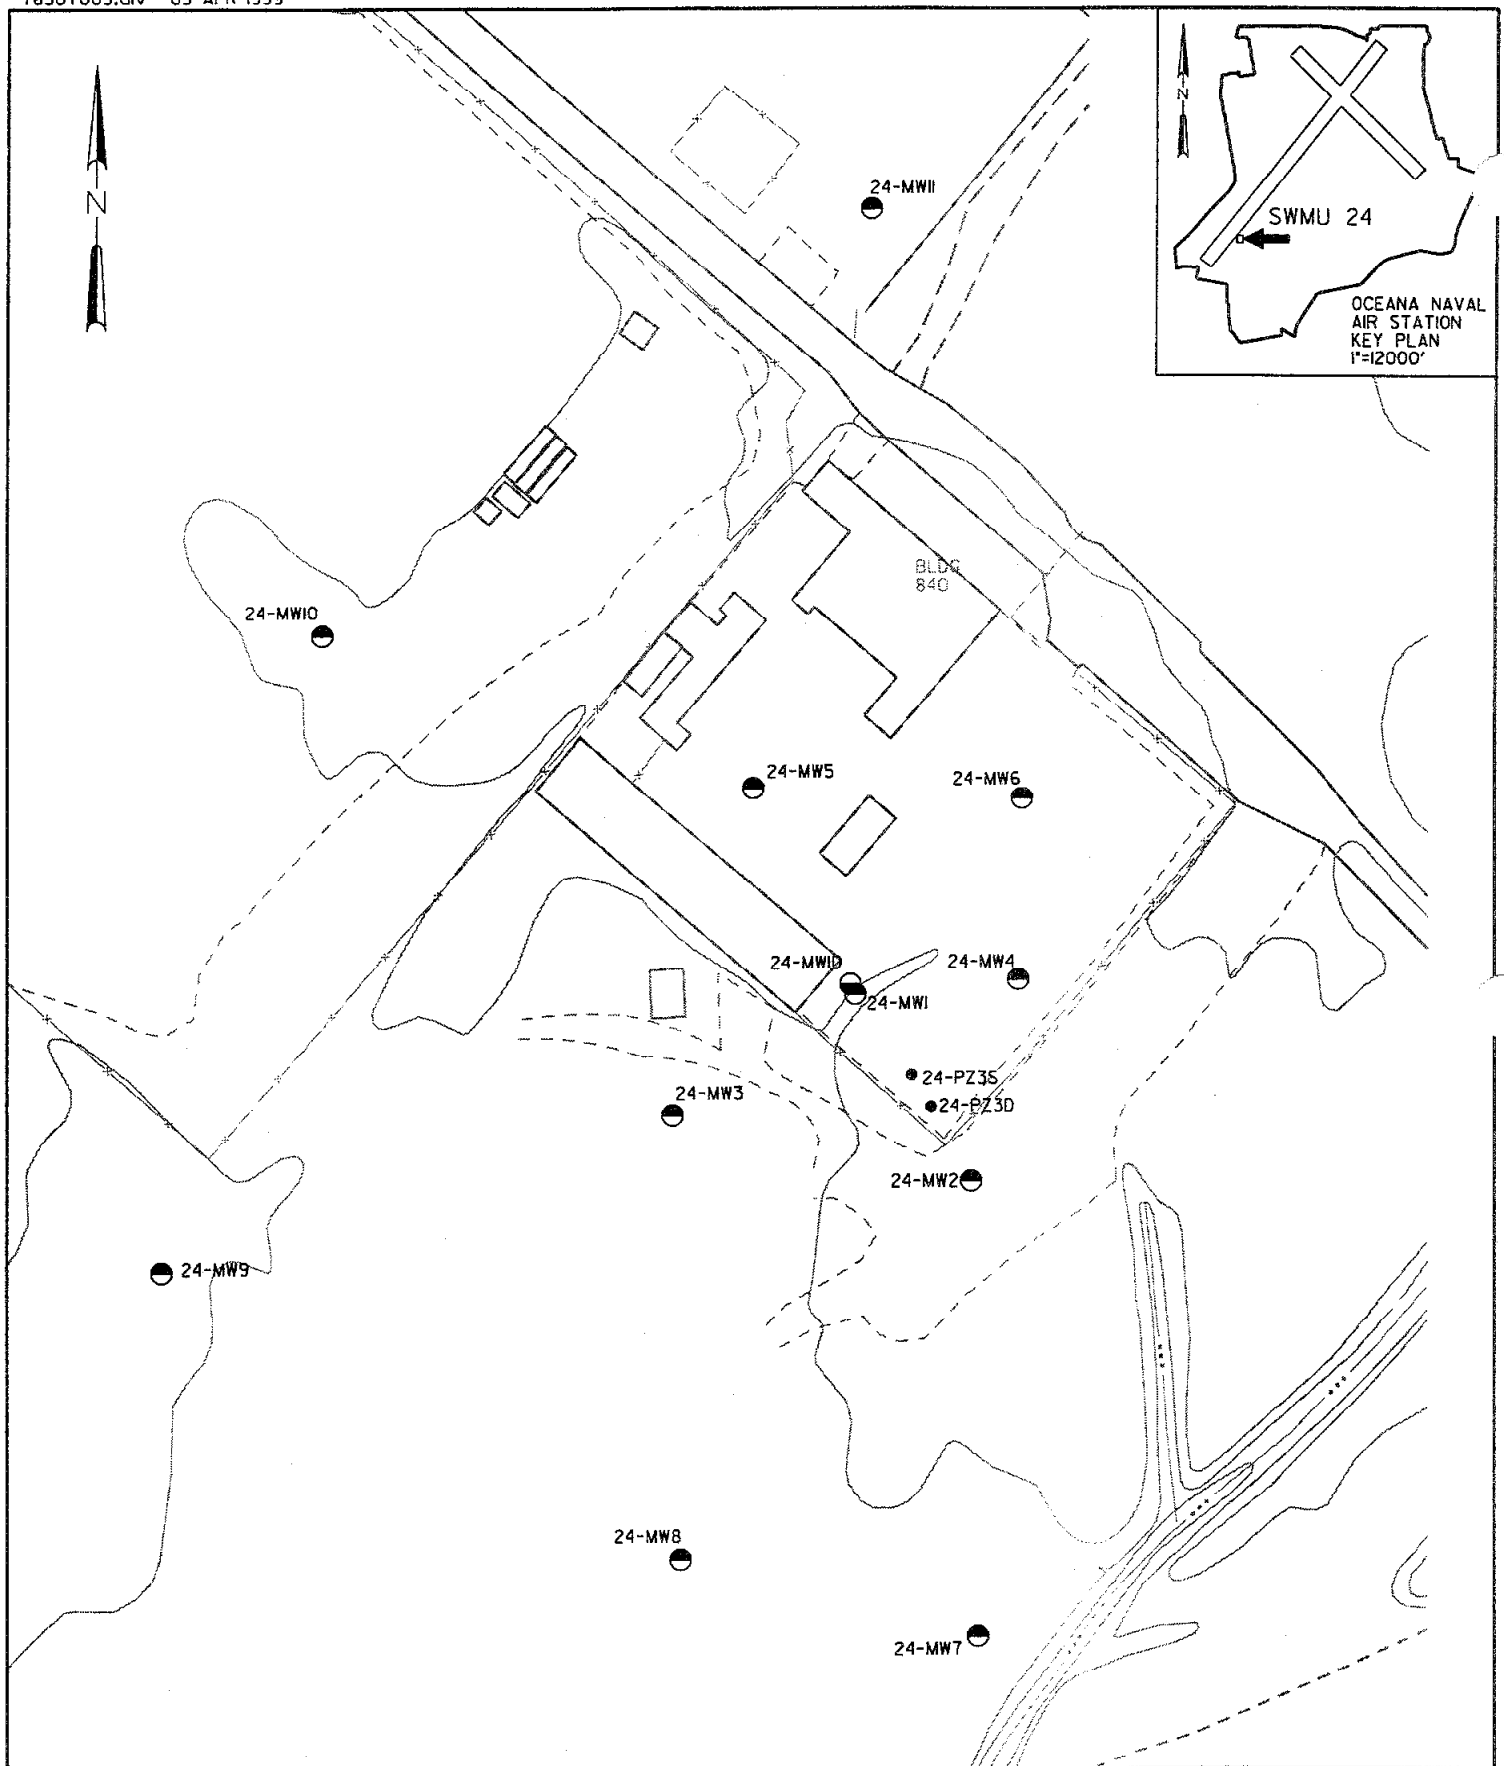 N
N
SWMU 24
OCEANA NAVAL
AIR STATION
KEY PLAN
1"=12000'
24-MW11
BLDG
840
24-MW10
24-MW5
24-MW6
24-MW1D
24-MW4
24-MW1
24-PZ3S
24-MW3
24-PZ3D
24-MW2
24-MW9
24-MW8
24-MW7